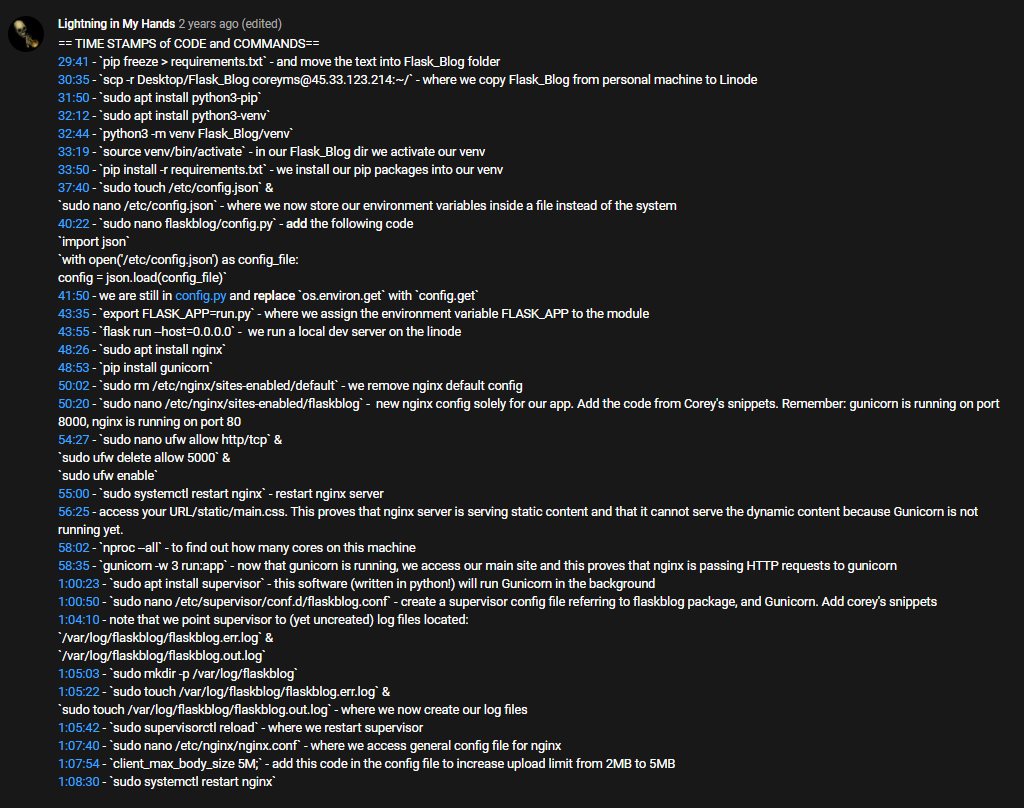 Lightning in My Hands 2 years ago (edited)
== TIME STAMPS of CODE and COMMANDS==
29:41 - `pip freeze > requirements.txt` - and move the text into Flask_Blog folder
30:35 - `scp -r Desktop/Flask_Blog coreyms@45.33.123.214:~/` - where we copy Flask_Blog from personal machine to Linode
31:50 - `sudo apt install python3-pip`
32:12 - `sudo apt install python3-venv`
32:44 - `python3 -m venv Flask_Blog/venv`
33:19 - `source venv/bin/activate` - in our Flask_Blog dir we activate our venv
33:50 - `pip install -r requirements.txt` - we install our pip packages into our venv
37:40 - `sudo touch /etc/config.json` &
`sudo nano /etc/config.json` - where we now store our environment variables inside a file instead of the system
40:22 - `sudo nano flaskblog/config.py` - add the following code
`import json`
`with open('/etc/config.json') as config_file:
config = json.load(config_file)`
41:50 - we are still in config.py and replace `os.environ.get` with `config.get`
43:35 - `export FLASK_APP=run.py` - where we assign the environment variable FLASK_APP to the module
43:55 - `flask run --host=0.0.0.0` -  we run a local dev server on the linode
48:26 - `sudo apt install nginx`
48:53 - `pip install gunicorn`
50:02 - `sudo rm /etc/nginx/sites-enabled/default` - we remove nginx default config
50:20 - `sudo nano /etc/nginx/sites-enabled/flaskblog` -  new nginx config solely for our app. Add the code from Corey's snippets. Remember: gunicorn is running on port
8000, nginx is running on port 80
54:27 - `sudo nano ufw allow http/tcp` &
`sudo ufw delete allow 5000` &
`sudo ufw enable`
55:00 - `sudo systemctl restart nginx` - restart nginx server
56:25 - access your URL/static/main.css. This proves that nginx server is serving static content and that it cannot serve the dynamic content because Gunicorn is not
running yet.
58:02 - `nproc --all` - to find out how many cores on this machine
58:35 - `gunicorn -w 3 run:app` - now that gunicorn is running, we access our main site and this proves that nginx is passing HTTP requests to gunicorn
1:00:23 - `sudo apt install supervisor` - this software (written in python!) will run Gunicorn in the background
1:00:50 - `sudo nano /etc/supervisor/conf.d/flaskblog.conf` - create a supervisor config file referring to flaskblog package, and Gunicorn. Add corey's snippets
1:04:10 - note that we point supervisor to (yet uncreated) log files located:
`/var/log/flaskblog/flaskblog.err.log` &
`/var/log/flaskblog/flaskblog.out.log`
1:05:03 - `sudo mkdir -p /var/log/flaskblog`
1:05:22 - `sudo touch /var/log/flaskblog/flaskblog.err.log` &
`sudo touch /var/log/flaskblog/flaskblog.out.log` - where we now create our log files
1:05:42 - `sudo supervisorctl reload` - where we restart supervisor
1:07:40 - `sudo nano /etc/nginx/nginx.conf` - where we access general config file for nginx
1:07:54 - `client_max_body_size 5M;` - add this code in the config file to increase upload limit from 2MB to 5MB
1:08:30 - `sudo systemctl restart nginx`